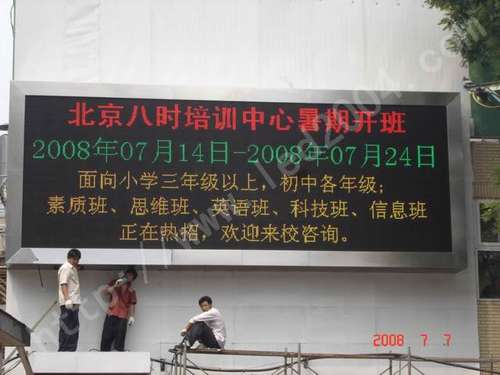 北京八时培训中心暑期开班
2008年07月14日-2008年07月24日
面向小学三年级以上，初中各年级；
素质班、思维班、英语班、科技班、信息班
正在热招，欢迎来校咨询。
http://www.led2004.com
2008 7 7